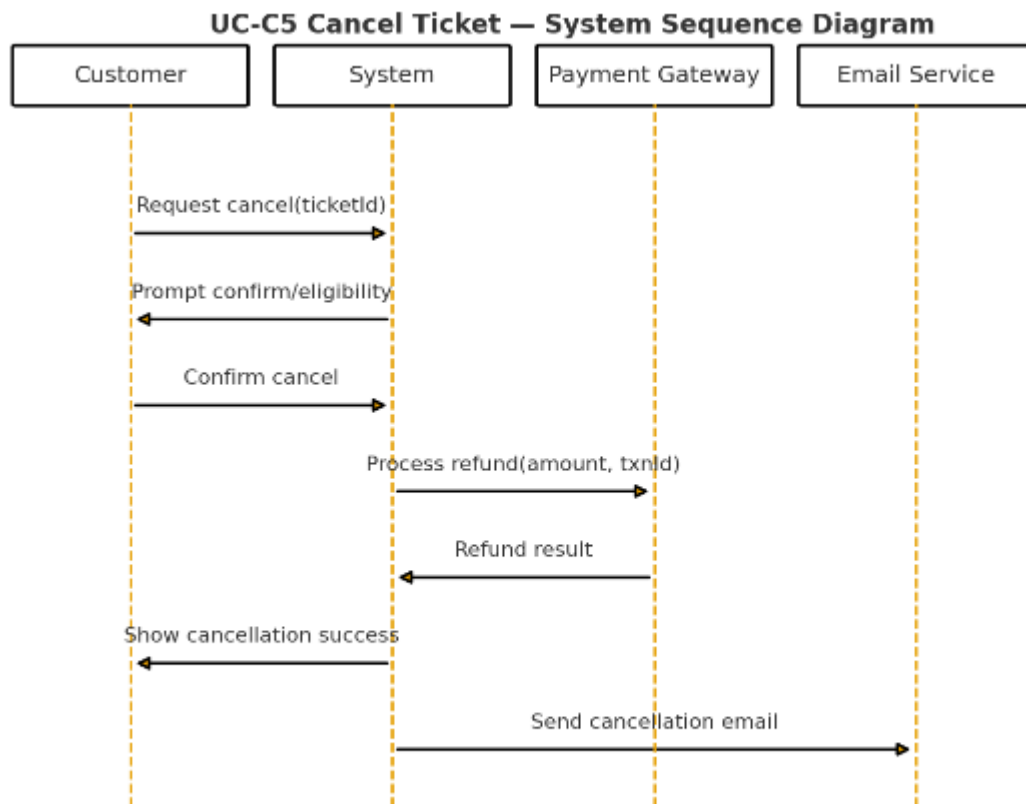 UC-C5 Cancel Ticket — System Sequence Diagram
Customer
System
Payment Gateway
Email Service
Request cancel(ticketId)
Prompt confirm/eligibility
Confirm cancel
Process refund(amount, txnId)
Refund result
Show cancellation success
Send cancellation email